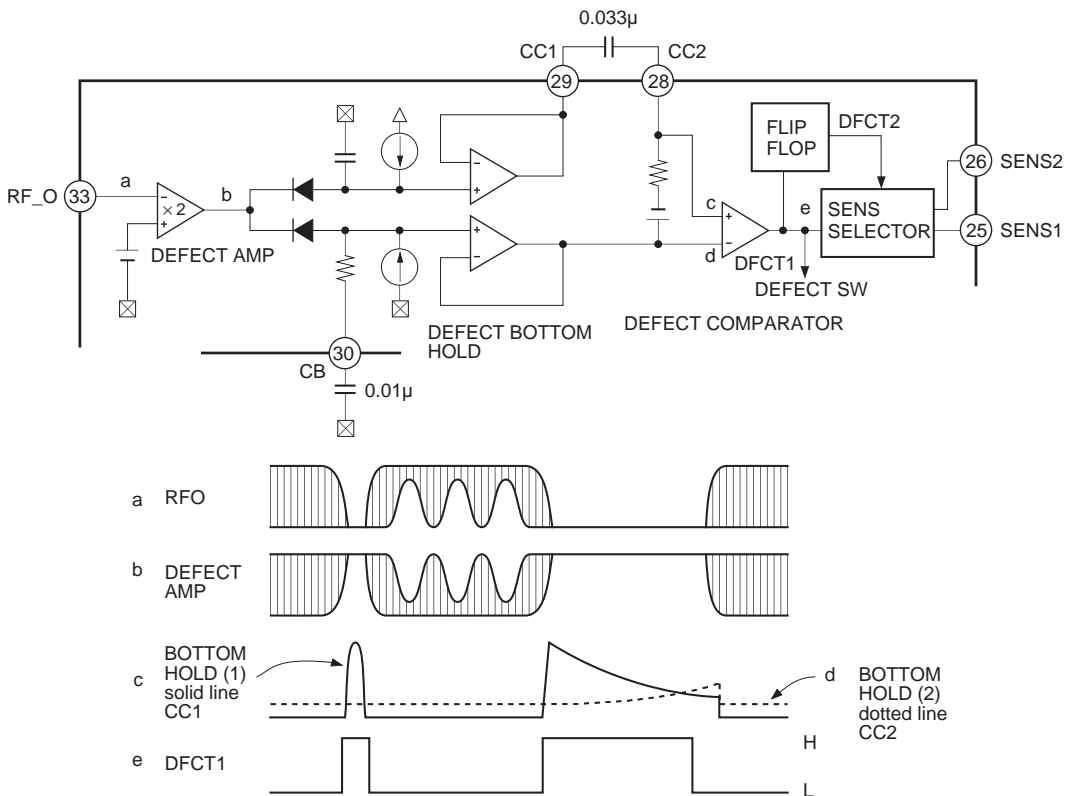 0.033μ
CC1
CC2
29
28
FLIP
FLOP
DFCT2
26
SENS2
RF_O
33
a
b
×2
−
+
DEFECT AMP
−
+
+
−
c
d
+
−
e
SENS
SELECTOR
25
SENS1
DFCT1
DEFECT SW
DEFECT BOTTOM
HOLD
DEFECT COMPARATOR
30
CB
0.01μ
a RFO
b DEFECT
AMP
c BOTTOM
HOLD (1)
solid line
CC1
d BOTTOM
HOLD (2)
dotted line
CC2
e DFCT1
H
L